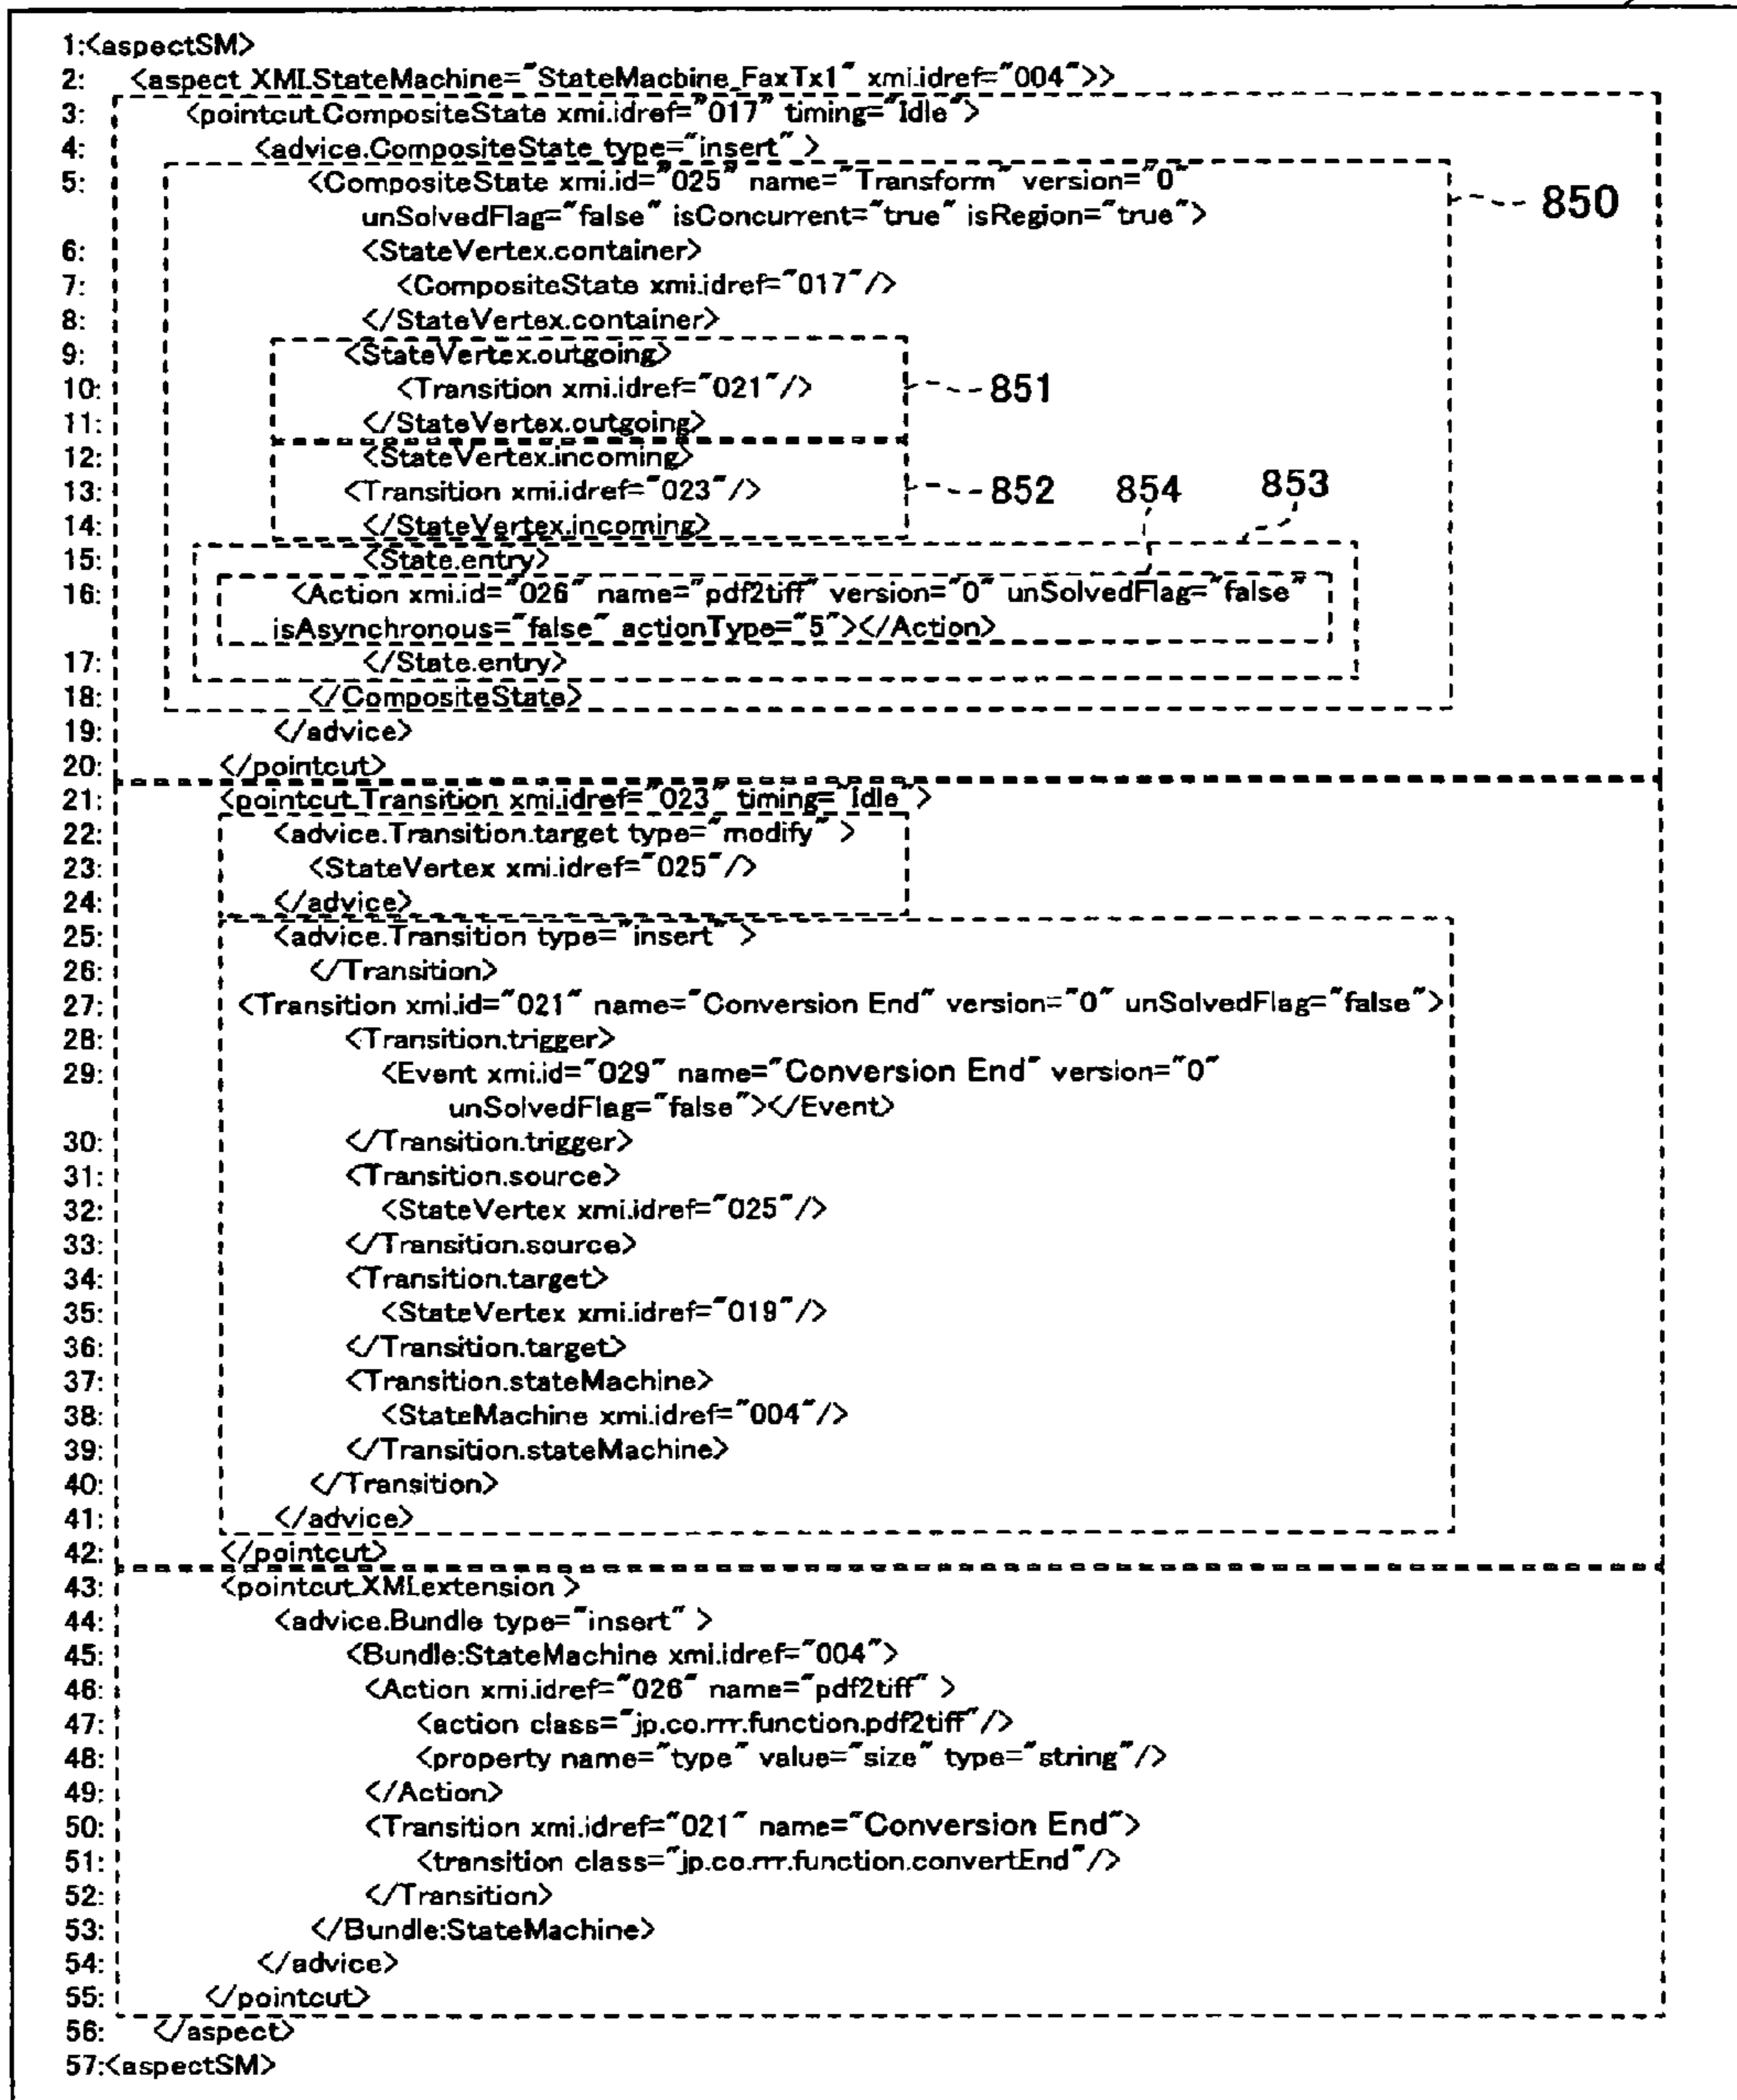 1:<aspectSM>
2: <aspect XMLStateMachine="StateMacbine_FaxTx1" xmi.idref="004">>
3: <pointcut.CompositeState xmi.idref="017" timing="Idle">
4: <advice.CompositeState type="insert" >
5: <CompositeState xmi.id="025" name="Transform" version="0"
unSolvedFlag="false" isConcurrent="true" isRegion="true">
850
6: <StateVertex.container>
7: <CompositeState xmi.idref="017"/>
8: </StateVertex.container>
9: <StateVertex.outgoing>
10: <Transition xmi.idref="021"/>
851
11: </StateVertex.outgoing>
12: <StateVertex.incoming>
13: <Transition xmi.idref="023"/>
852 854 853
14: </StateVertex.incoming>
15: <State.entry>
16: <Action xmi.id="026" name="pdf2tiff" version="0" unSolvedFlag="false"
isAsynchronous="false" actionType="5"></Action>
17: </State.entry>
18: </CompositeState>
19: </advice>
20: </pointcut>
21: <pointcut.Transition xmi.idref="023" timing="Idle">
22: <advice.Transition.target type="modify" >
23: <StateVertex xmi.idref="025"/>
24: </advice>
25: <advice.Transition type="insert" >
26: </Transition>
27: <Transition xmi.id="021" name="Conversion End" version="0" unSolvedFlag="false">
28: <Transition.trigger>
29: <Event xmi.id="029" name="Conversion End" version="0"
unSolvedFlag="false"></Event>
30: </Transition.trigger>
31: <Transition.source>
32: <StateVertex xmi.idref="025"/>
33: </Transition.source>
34: <Transition.target>
35: <StateVertex xmi.idref="019"/>
36: </Transition.target>
37: <Transition.stateMachine>
38: <StateMachine xmi.idref="004"/>
39: </Transition.stateMachine>
40: </Transition>
41: </advice>
42: </pointcut>
43: <pointcut.XMLextension >
44: <advice.Bundle type="insert" >
45: <Bundle:StateMachine xmi.idref="004">
46: <Action xmi.idref="026" name="pdf2tiff" >
47: <action class="jp.co.rrr.function.pdf2tiff"/>
48: <property name="type" value="size" type="string"/>
49: </Action>
50: <Transition xmi.idref="021" name="Conversion End">
51: <transition class="jp.co.rrr.function.convertEnd"/>
52: </Transition>
53: </Bundle:StateMachine>
54: </advice>
55: </pointcut>
56: </aspect>
57:<aspectSM>